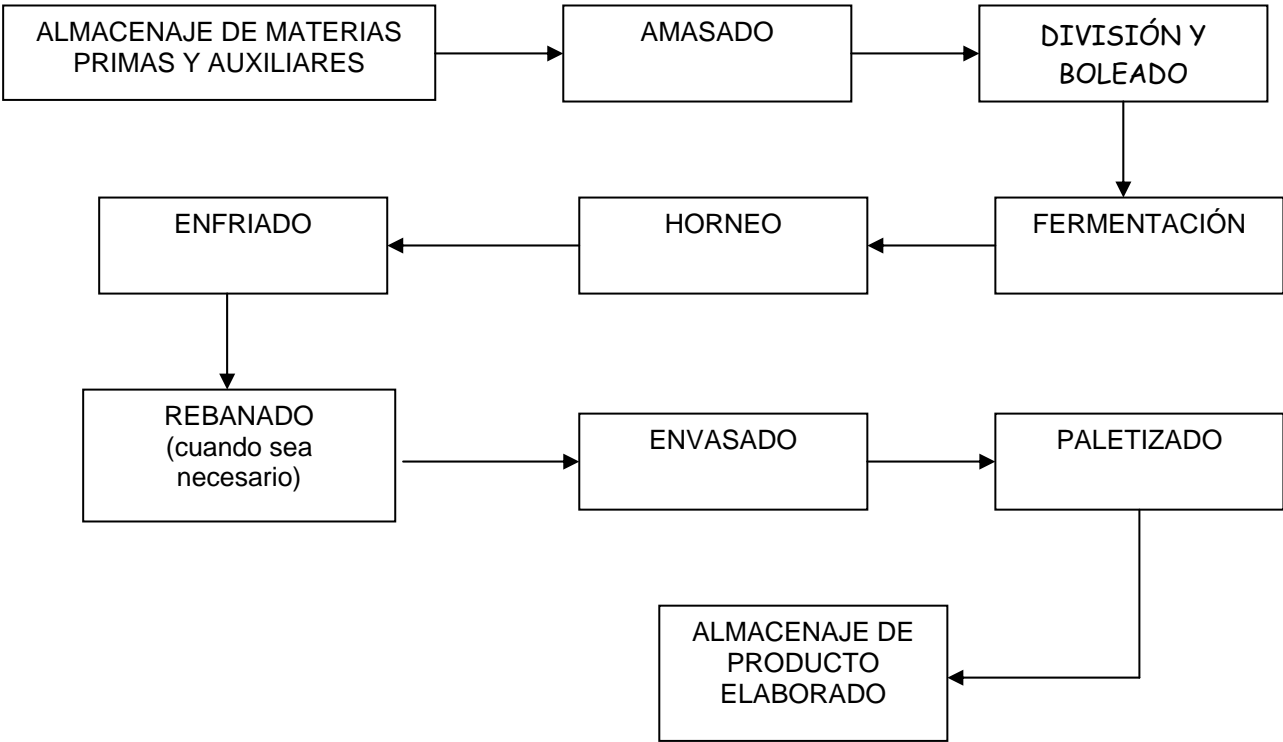 ALMACENAJE DE MATERIAS
PRIMAS Y AUXILIARES
AMASADO
DIVISIÓN Y
BOLEADO
FERMENTACIÓN
HORNEO
ENFRIADO
REBANADO
(cuando sea
necesario)
ENVASADO
PALETIZADO
ALMACENAJE DE
PRODUCTO
ELABORADO